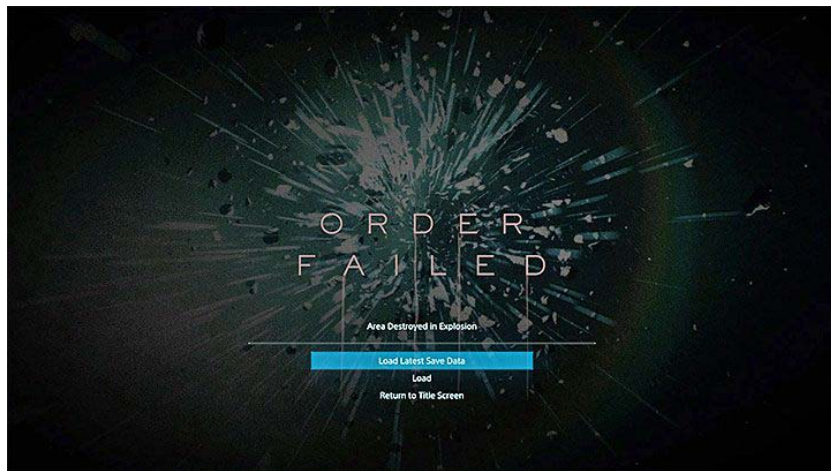 ORDER
FAILED
Area Destroyed in Explosion
Load Latest Save Data
Load
Return to Title Screen